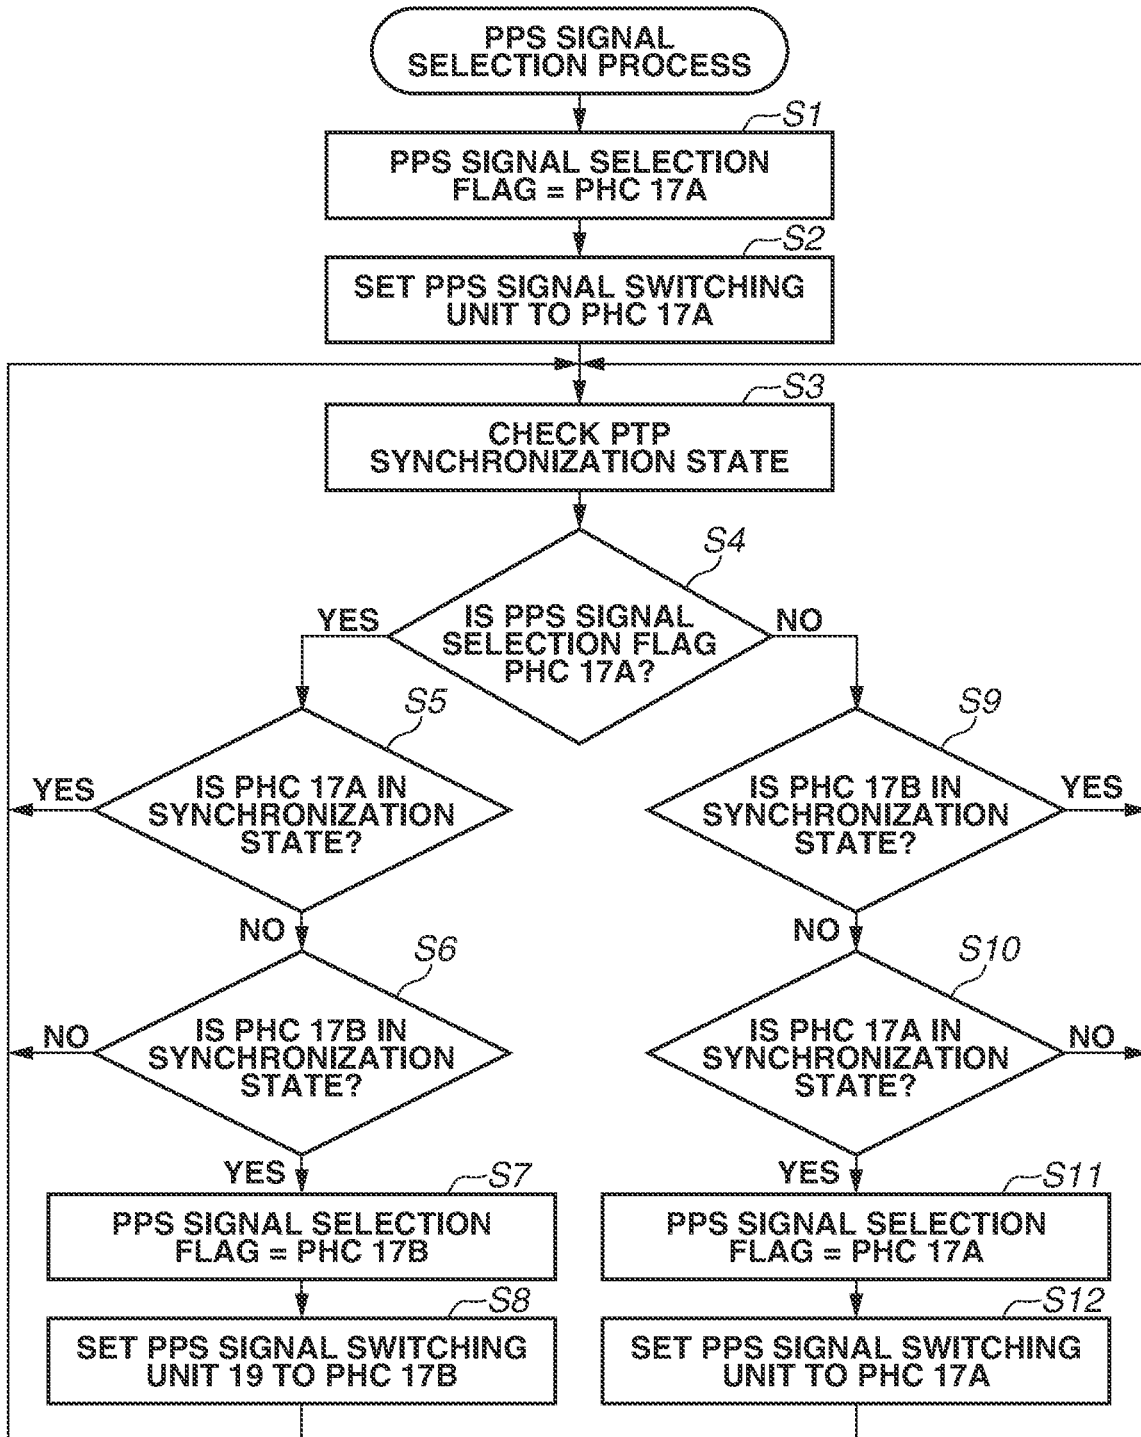 PPS SIGNAL
SELECTION PROCESS
S1
PPS SIGNAL SELECTION
FLAG = PHC 17A
S2
SET PPS SIGNAL SWITCHING
UNIT TO PHC 17A
S3
CHECK PTP
SYNCHRONIZATION STATE
S4
IS PPS SIGNAL
SELECTION FLAG
PHC 17A?
YES
NO
S5
IS PHC 17A IN
SYNCHRONIZATION
STATE?
YES
NO
S6
IS PHC 17B IN
SYNCHRONIZATION
STATE?
NO
YES
S7
PPS SIGNAL SELECTION
FLAG = PHC 17B
S8
SET PPS SIGNAL SWITCHING
UNIT 19 TO PHC 17B
S9
IS PHC 17B IN
SYNCHRONIZATION
STATE?
YES
NO
S10
IS PHC 17A IN
SYNCHRONIZATION
STATE?
NO
YES
S11
PPS SIGNAL SELECTION
FLAG = PHC 17A
S12
SET PPS SIGNAL SWITCHING
UNIT TO PHC 17A